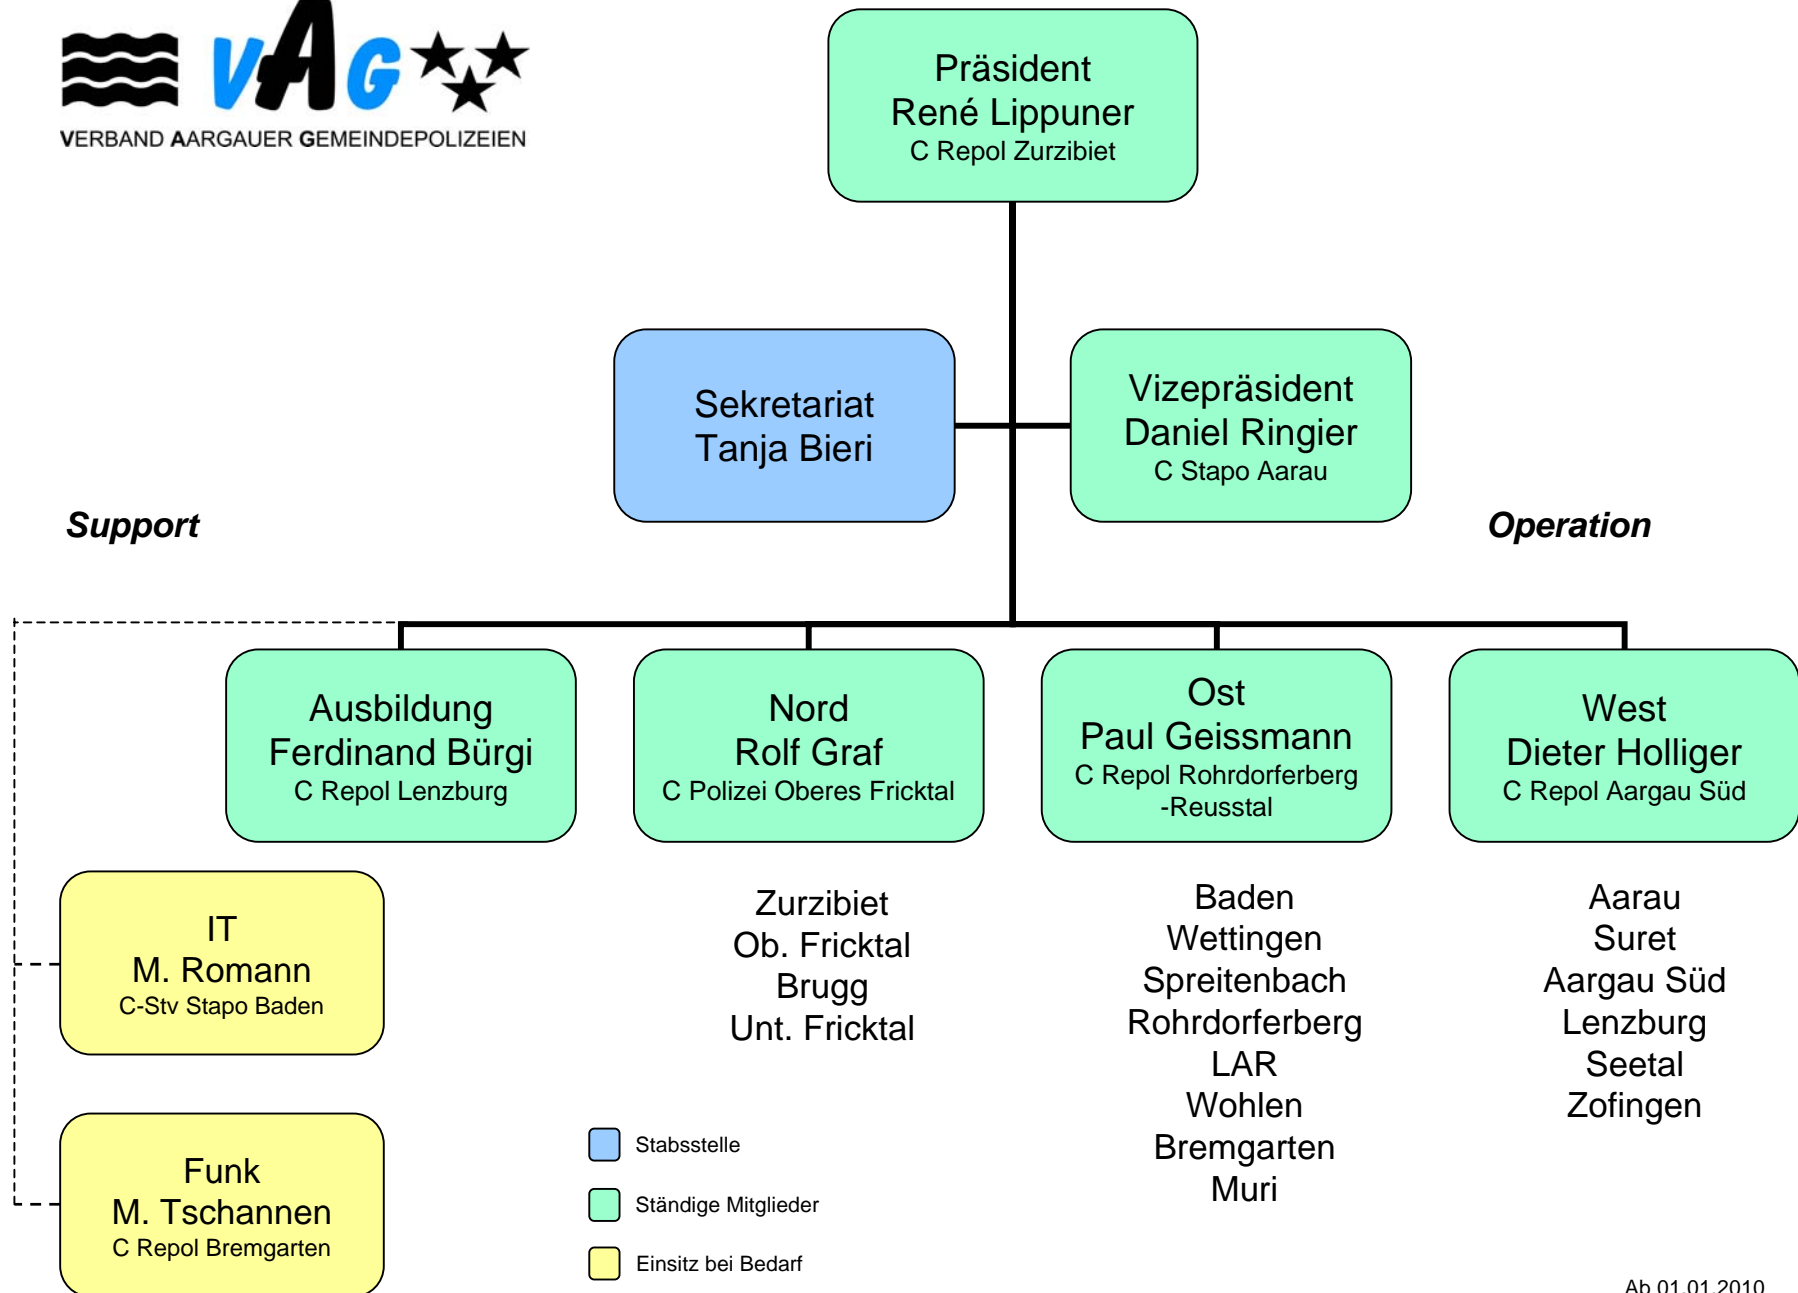 VAG
VERBAND AARGAUER GEMEINDEPOLIZEIEN
Präsident
René Lippuner
C Repol Zurzibiet
Sekretariat
Tanja Bieri
Vizepräsident
Daniel Ringier
C Stapo Aarau
Support
Operation
Ausbildung
Ferdinand Bürgi
C Repol Lenzburg
Nord
Rolf Graf
C Polizei Oberes Fricktal
Ost
Paul Geissmann
C Repol Rohrdorferberg
-Reusstal
West
Dieter Holliger
C Repol Aargau Süd
IT
M. Romann
C-Stv Stapo Baden
Funk
M. Tschannen
C Repol Bremgarten
Zurzibiet
Ob. Fricktal
Brugg
Unt. Fricktal
Baden
Wettingen
Spreitenbach
Rohrdorferberg
LAR
Wohlen
Bremgarten
Muri
Aarau
Suret
Aargau Süd
Lenzburg
Seetal
Zofingen
Stabsstelle
Ständige Mitglieder
Einsitz bei Bedarf
Ab 01.01.2010